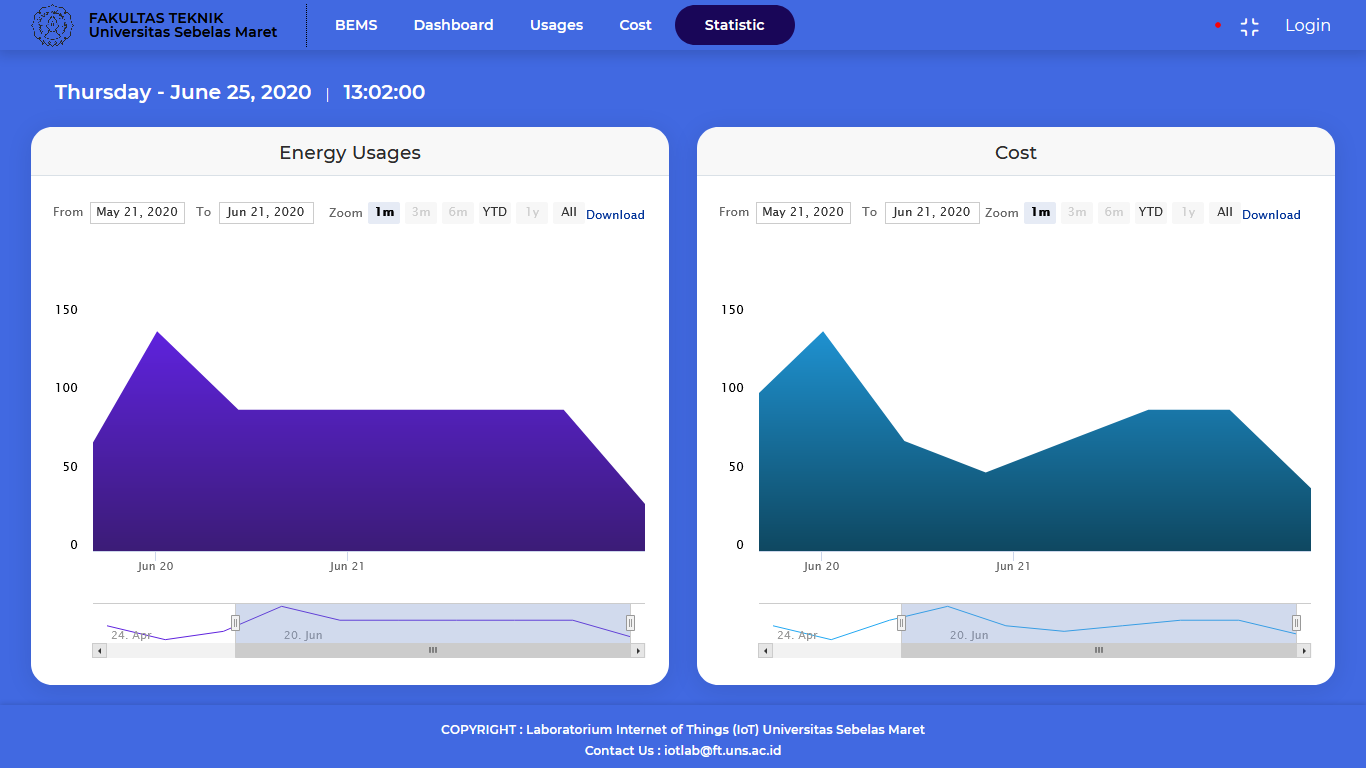 FAKULTAS TEKNIK
Universitas Sebelas Maret
BEMS Dashboard Usages Cost Statistic Login
Thursday - June 25, 2020 | 13:02:00
Energy Usages
From May 21, 2020 To Jun 21, 2020 Zoom 1m 3m 6m YTD 1y All Download
150
100
50
0
Jun 20 Jun 21
24. Apr 20. Jun
Cost
From May 21, 2020 To Jun 21, 2020 Zoom 1m 3m 6m YTD 1y All Download
150
100
50
0
Jun 20 Jun 21
24. Apr 20. Jun
COPYRIGHT : Laboratorium Internet of Things (IoT) Universitas Sebelas Maret
Contact Us : iotlab@ft.uns.ac.id